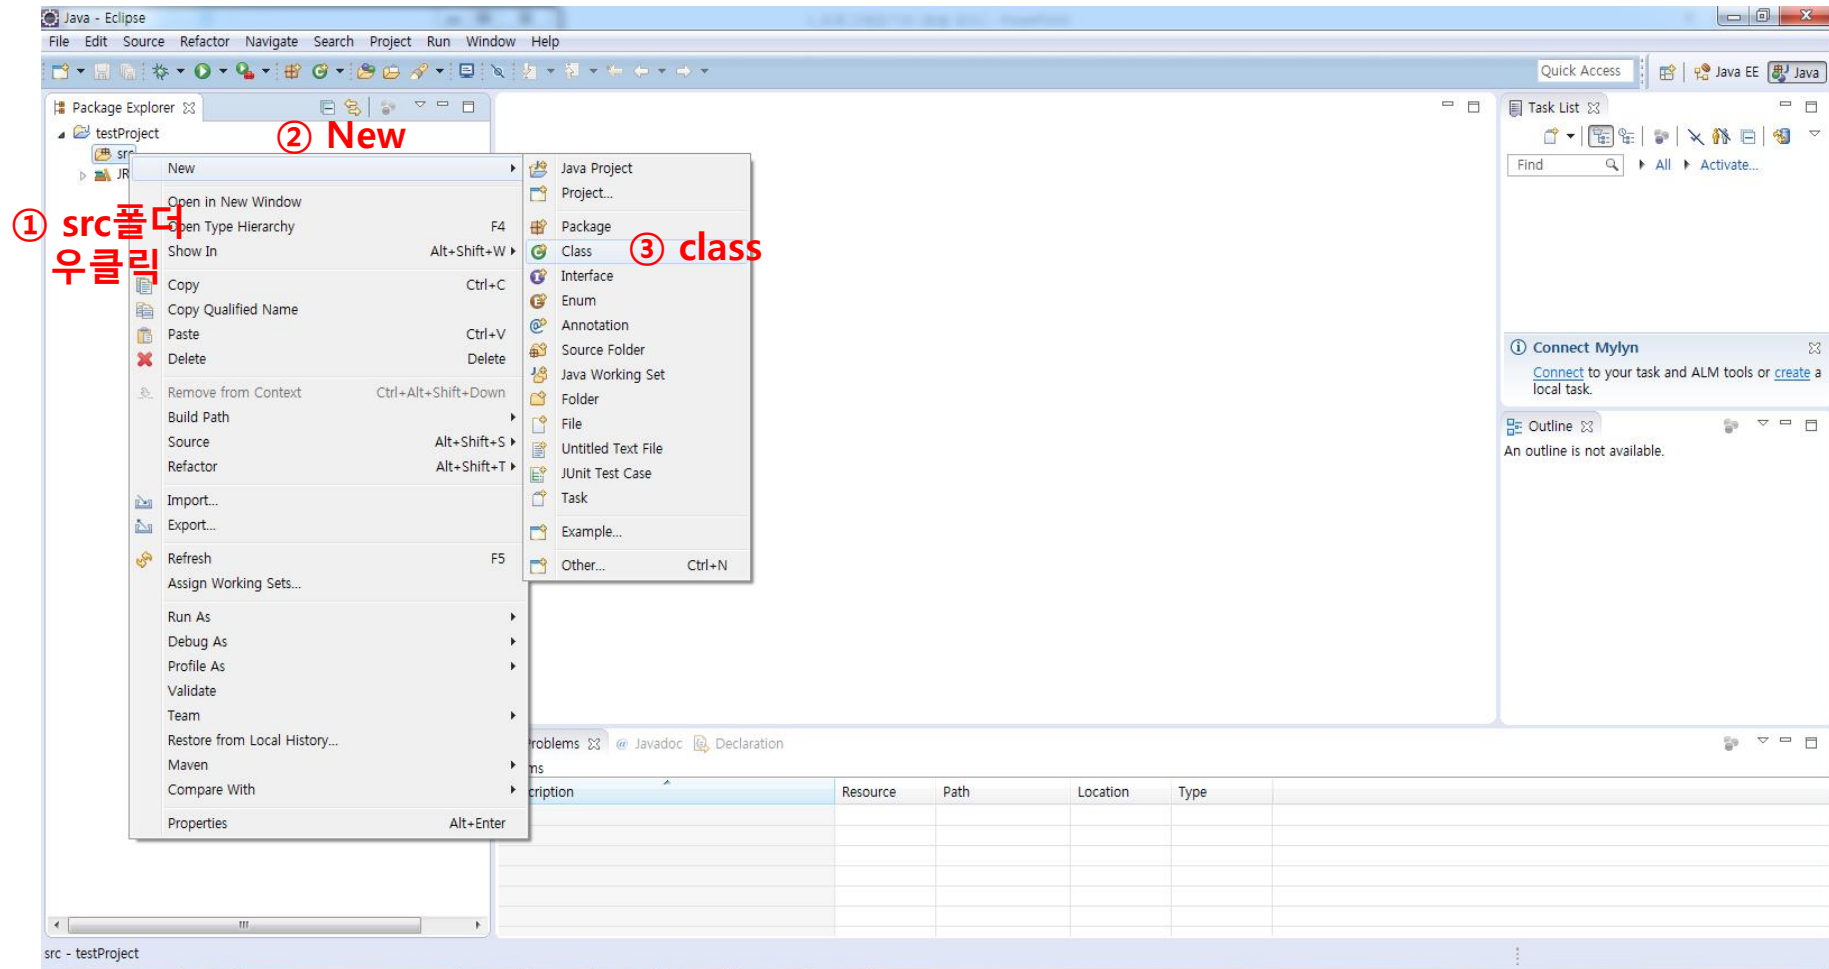 Java - Eclipse
File Edit Source Refactor Navigate Search Project Run Window Help
Quick Access
Java EE
Java
Package Explorer
testProject
src
JR
② New
① src폴더
우클릭
③ class
New
Open in New Window
Open Type Hierarchy F4
Show In Alt+Shift+W
Copy Ctrl+C
Copy Qualified Name
Paste Ctrl+V
Delete Delete
Remove from Context Ctrl+Alt+Shift+Down
Build Path
Source Alt+Shift+S
Refactor Alt+Shift+T
Import...
Export...
Refresh F5
Assign Working Sets...
Run As
Debug As
Profile As
Validate
Team
Restore from Local History...
Maven
Compare With
Properties Alt+Enter
Java Project
Project...
Package
Class
Interface
Enum
Annotation
Source Folder
Java Working Set
Folder
File
Untitled Text File
JUnit Test Case
Task
Example...
Other... Ctrl+N
Task List
Find All Activate...
Connect Mylyn
Connect to your task and ALM tools or create a
local task.
Outline
An outline is not available.
roblems @ Javadoc Declaration
ms
cription Resource Path Location Type
src - testProject